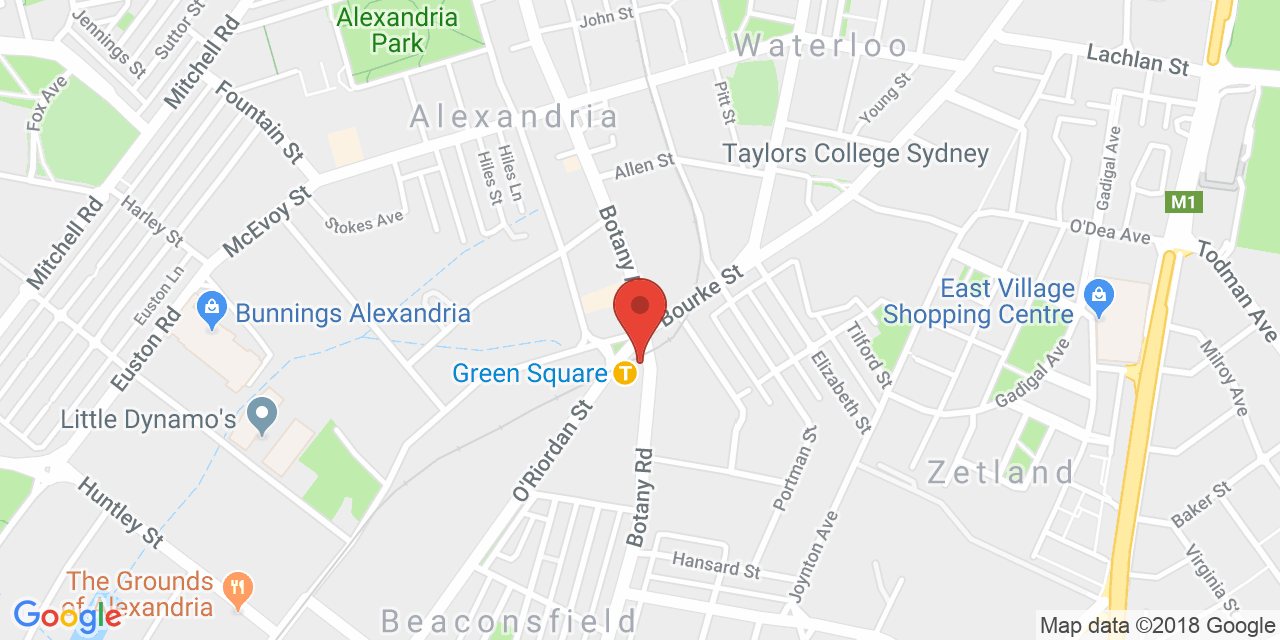 Alexandria
Park
John St
Waterloo
Lachlan St
Jennings St
Suttor St
Mitchell Rd
Fox Ave
Fountain St
Alexandria
Pitt St
Young St
Gadigal Ave
Taylors College Sydney
Allen St
Hiles St
Hiles Ln
M1
O'Dea Ave
Todman Ave
Harley St
Stokes Ave
McEvoy St
Mitchell Rd
Euston Ln
Botany
Bourke St
East Village
Shopping Centre
Bunnings Alexandria
Euston Rd
Tilford St
Elizabeth St
Gadigal Ave
Milroy Ave
Green Square
T
Little Dynamo's
O'Riordan St
Botany Rd
Portman St
Zetland
Huntley St
Baker St
Joynton Ave
Hansard St
Virginia St
The Grounds
of Alexandria
Google
Beaconsfield
Map data ©2018 Google